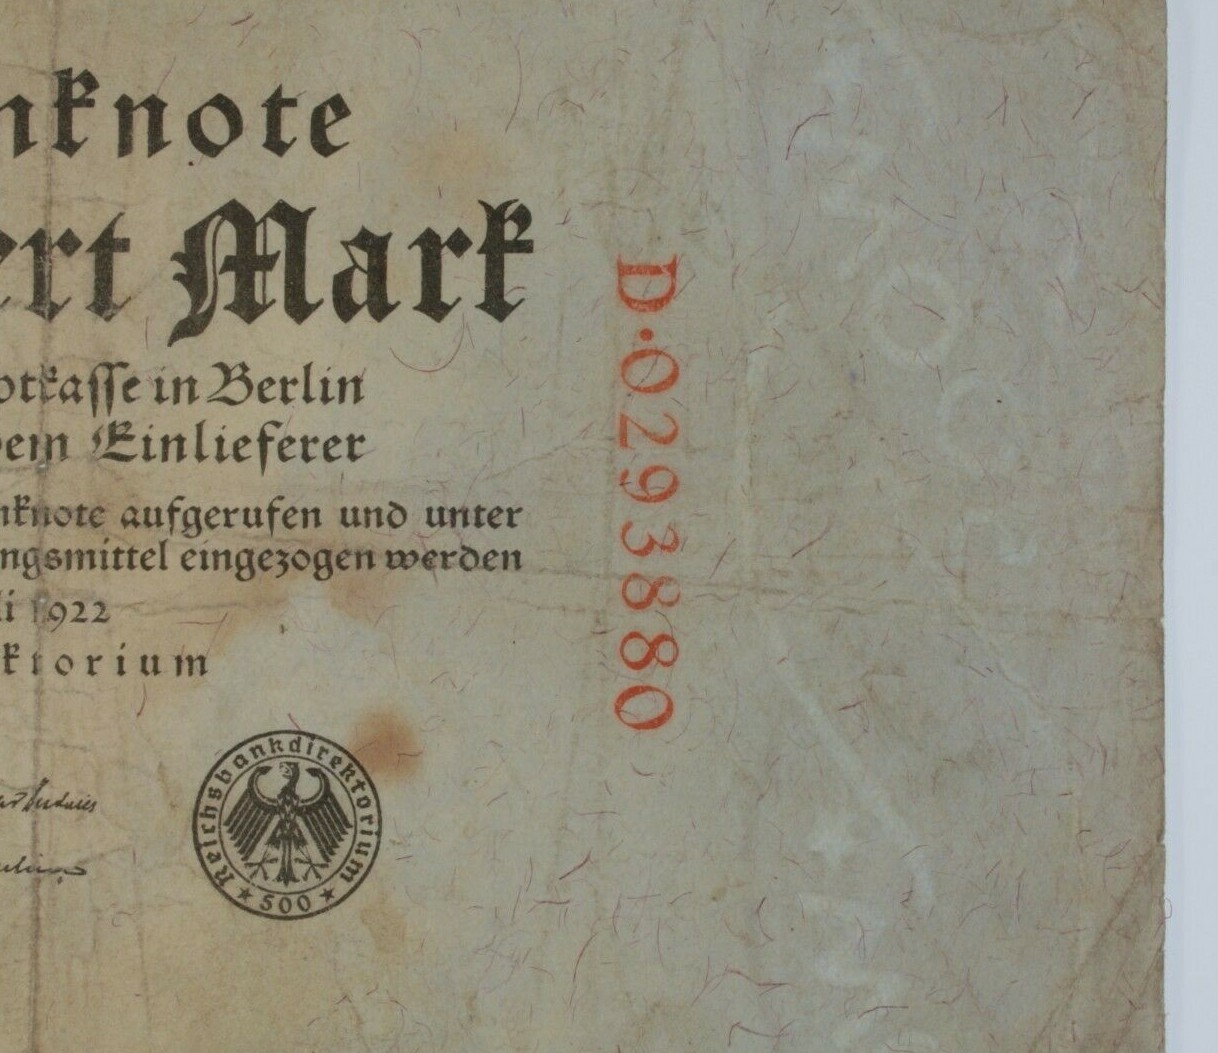 nknote
ert Mark
otkasse in Berlin
dem Einlieferer
nknote aufgerufen und unter
ngsmittel eingezogen werden
li 1922
ktorium
D·0293880
Reichsbankdirektorium
★ 500 ★